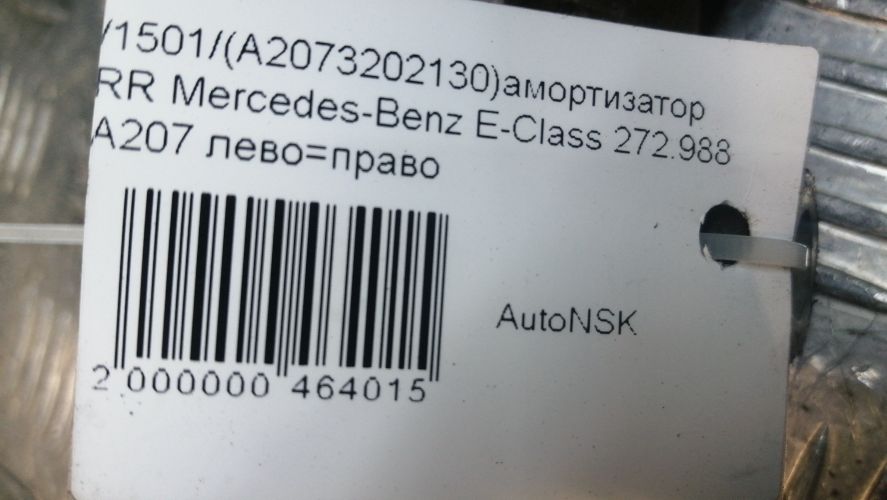 /1501/(A2073202130)амортизатор
RR Mercedes-Benz E-Class 272.988
A207 лево=право
AutoNSK
2 000000 464015